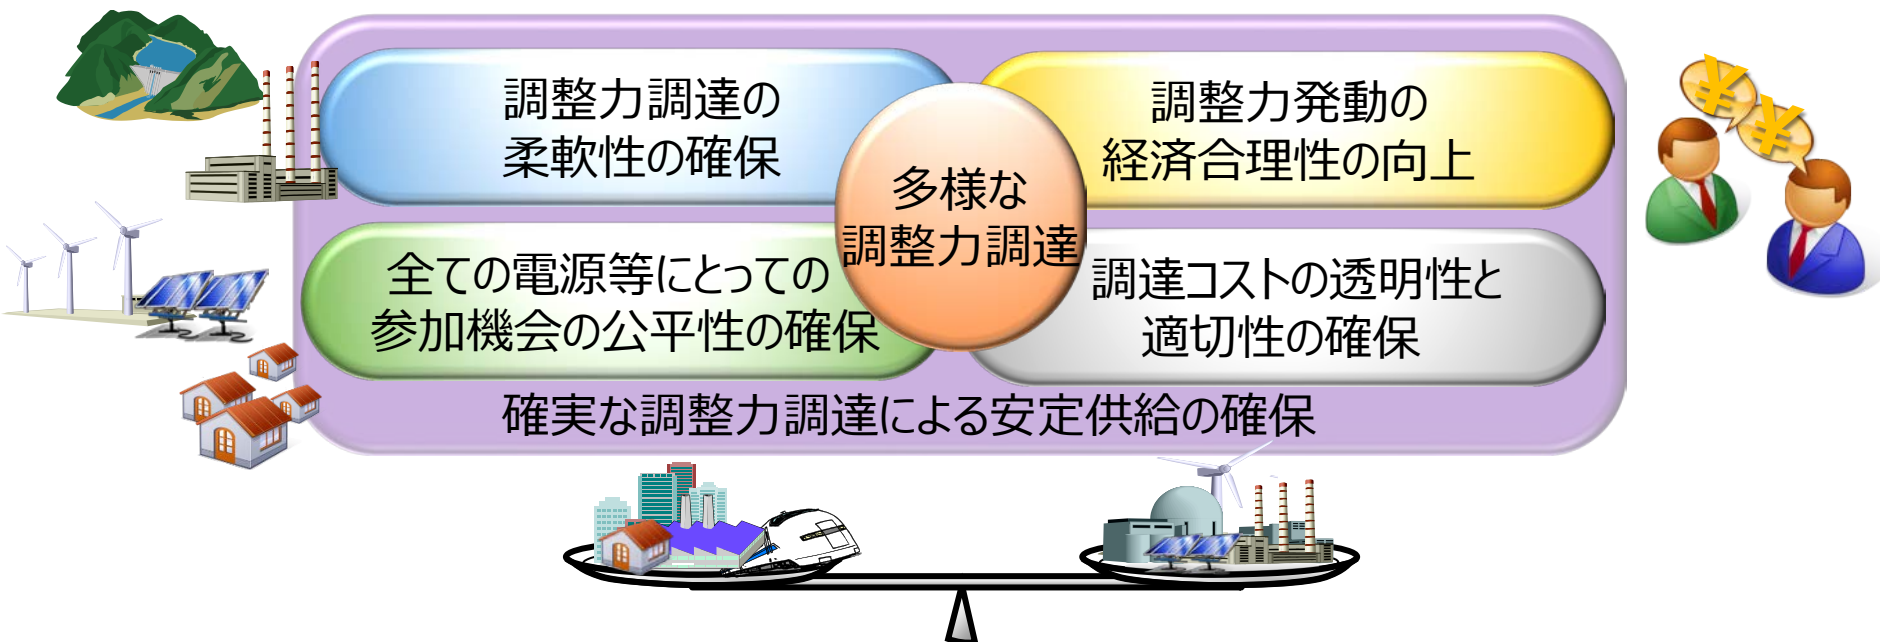 調整力調達の
柔軟性の確保
調整力発動の
経済合理性の向上
多様な
調整力調達
全ての電源等にとっての
参加機会の公平性の確保
調達コストの透明性と
適切性の確保
確実な調整力調達による安定供給の確保
¥
¥